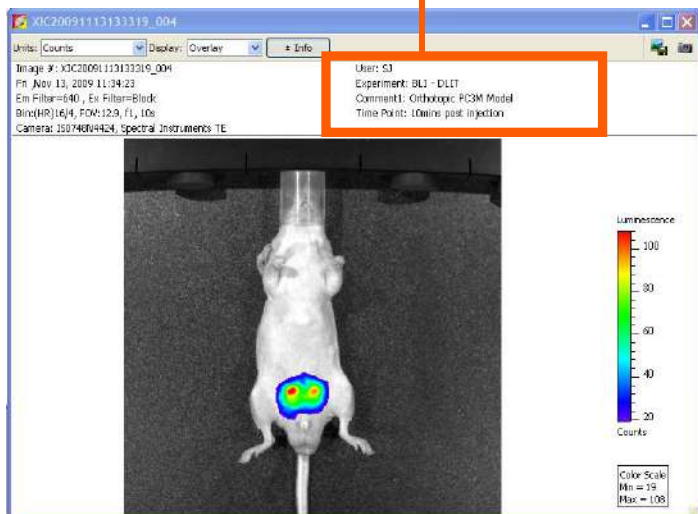 XIC20091113133319_004
Units: Counts Display: Overlay ± Info
Image #: XIC20091113133319_004
Fri ,Nov 13, 2009 11:34:23
Em Filter=640 , Ex Filter=Block
Bin:(HR)16/4, FOV:12.9, f1, 10s
Camera: IS0748N4424, Spectral Instruments TE
User: SJ
Experiment: BLI - DLIT
Comment1: Orthotopic PC3M Model
Time Point: 10mins post injection
Luminescence
100
80
60
40
20
Counts
Color Scale
Min = 19
Max = 108